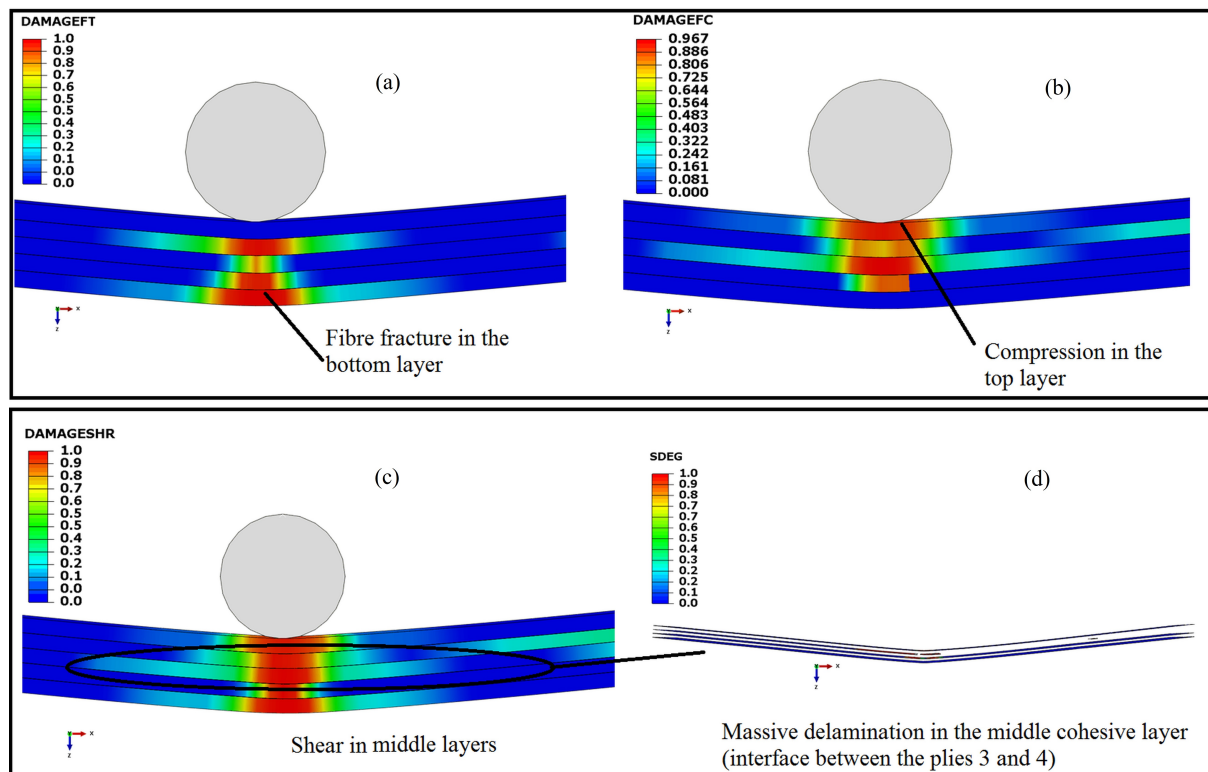 DAMAGEFT
1.0
0.9
0.9
0.8
0.7
0.6
0.5
0.4
0.3
0.2
0.1
0.1
0.0
(a)
x
z
Fibre fracture in the
bottom layer
DAMAGEFC
0.967
0.886
0.806
0.725
0.644
0.564
0.483
0.403
0.322
0.242
0.161
0.081
0.000
(b)
x
z
Compression in the
top layer
DAMAGESHR
1.0
0.9
0.8
0.7
0.7
0.6
0.5
0.4
0.3
0.2
0.2
0.1
0.0
(c)
x
z
Shear in middle layers
SDEG
1.0
0.9
0.8
0.7
0.7
0.6
0.5
0.4
0.3
0.2
0.2
0.1
0.0
(d)
x
z
Massive delamination in the middle cohesive layer
(interface between the plies 3 and 4)